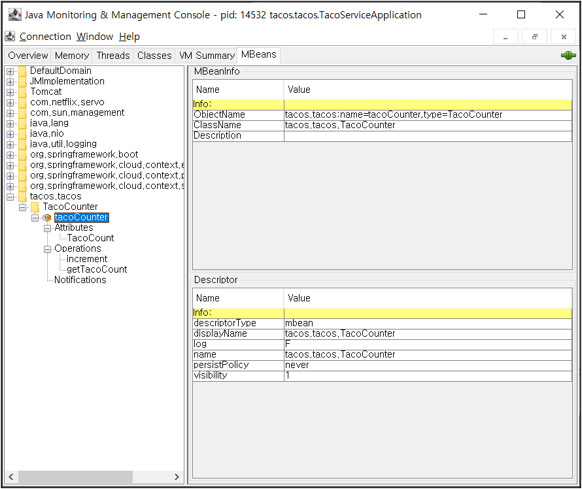 Java Monitoring & Management Console - pid: 14532 tacos.tacos.TacoServiceApplication
Connection Window Help
Overview Memory Threads Classes VM Summary MBeans
DefaultDomain
JMImplementation
Tomcat
com.netflix.servo
com.sun.management
java.lang
java.nio
java.util.logging
org.springframework.boot
org.springframework.cloud.context.e
org.springframework.cloud.context.p
org.springframework.cloud.context.s
tacos.tacos
TacoCounter
tacoCounter
Attributes
TacoCount
Operations
increment
getTacoCount
Notifications
MBeanInfo
Name Value
Info:
ObjectName tacos.tacos:name=tacoCounter,type=TacoCounter
ClassName tacos.tacos.TacoCounter
Description
Descriptor
Name Value
Info:
descriptorType mbean
displayName tacos.tacos.TacoCounter
log F
name tacos.tacos.TacoCounter
persistPolicy never
visibility 1